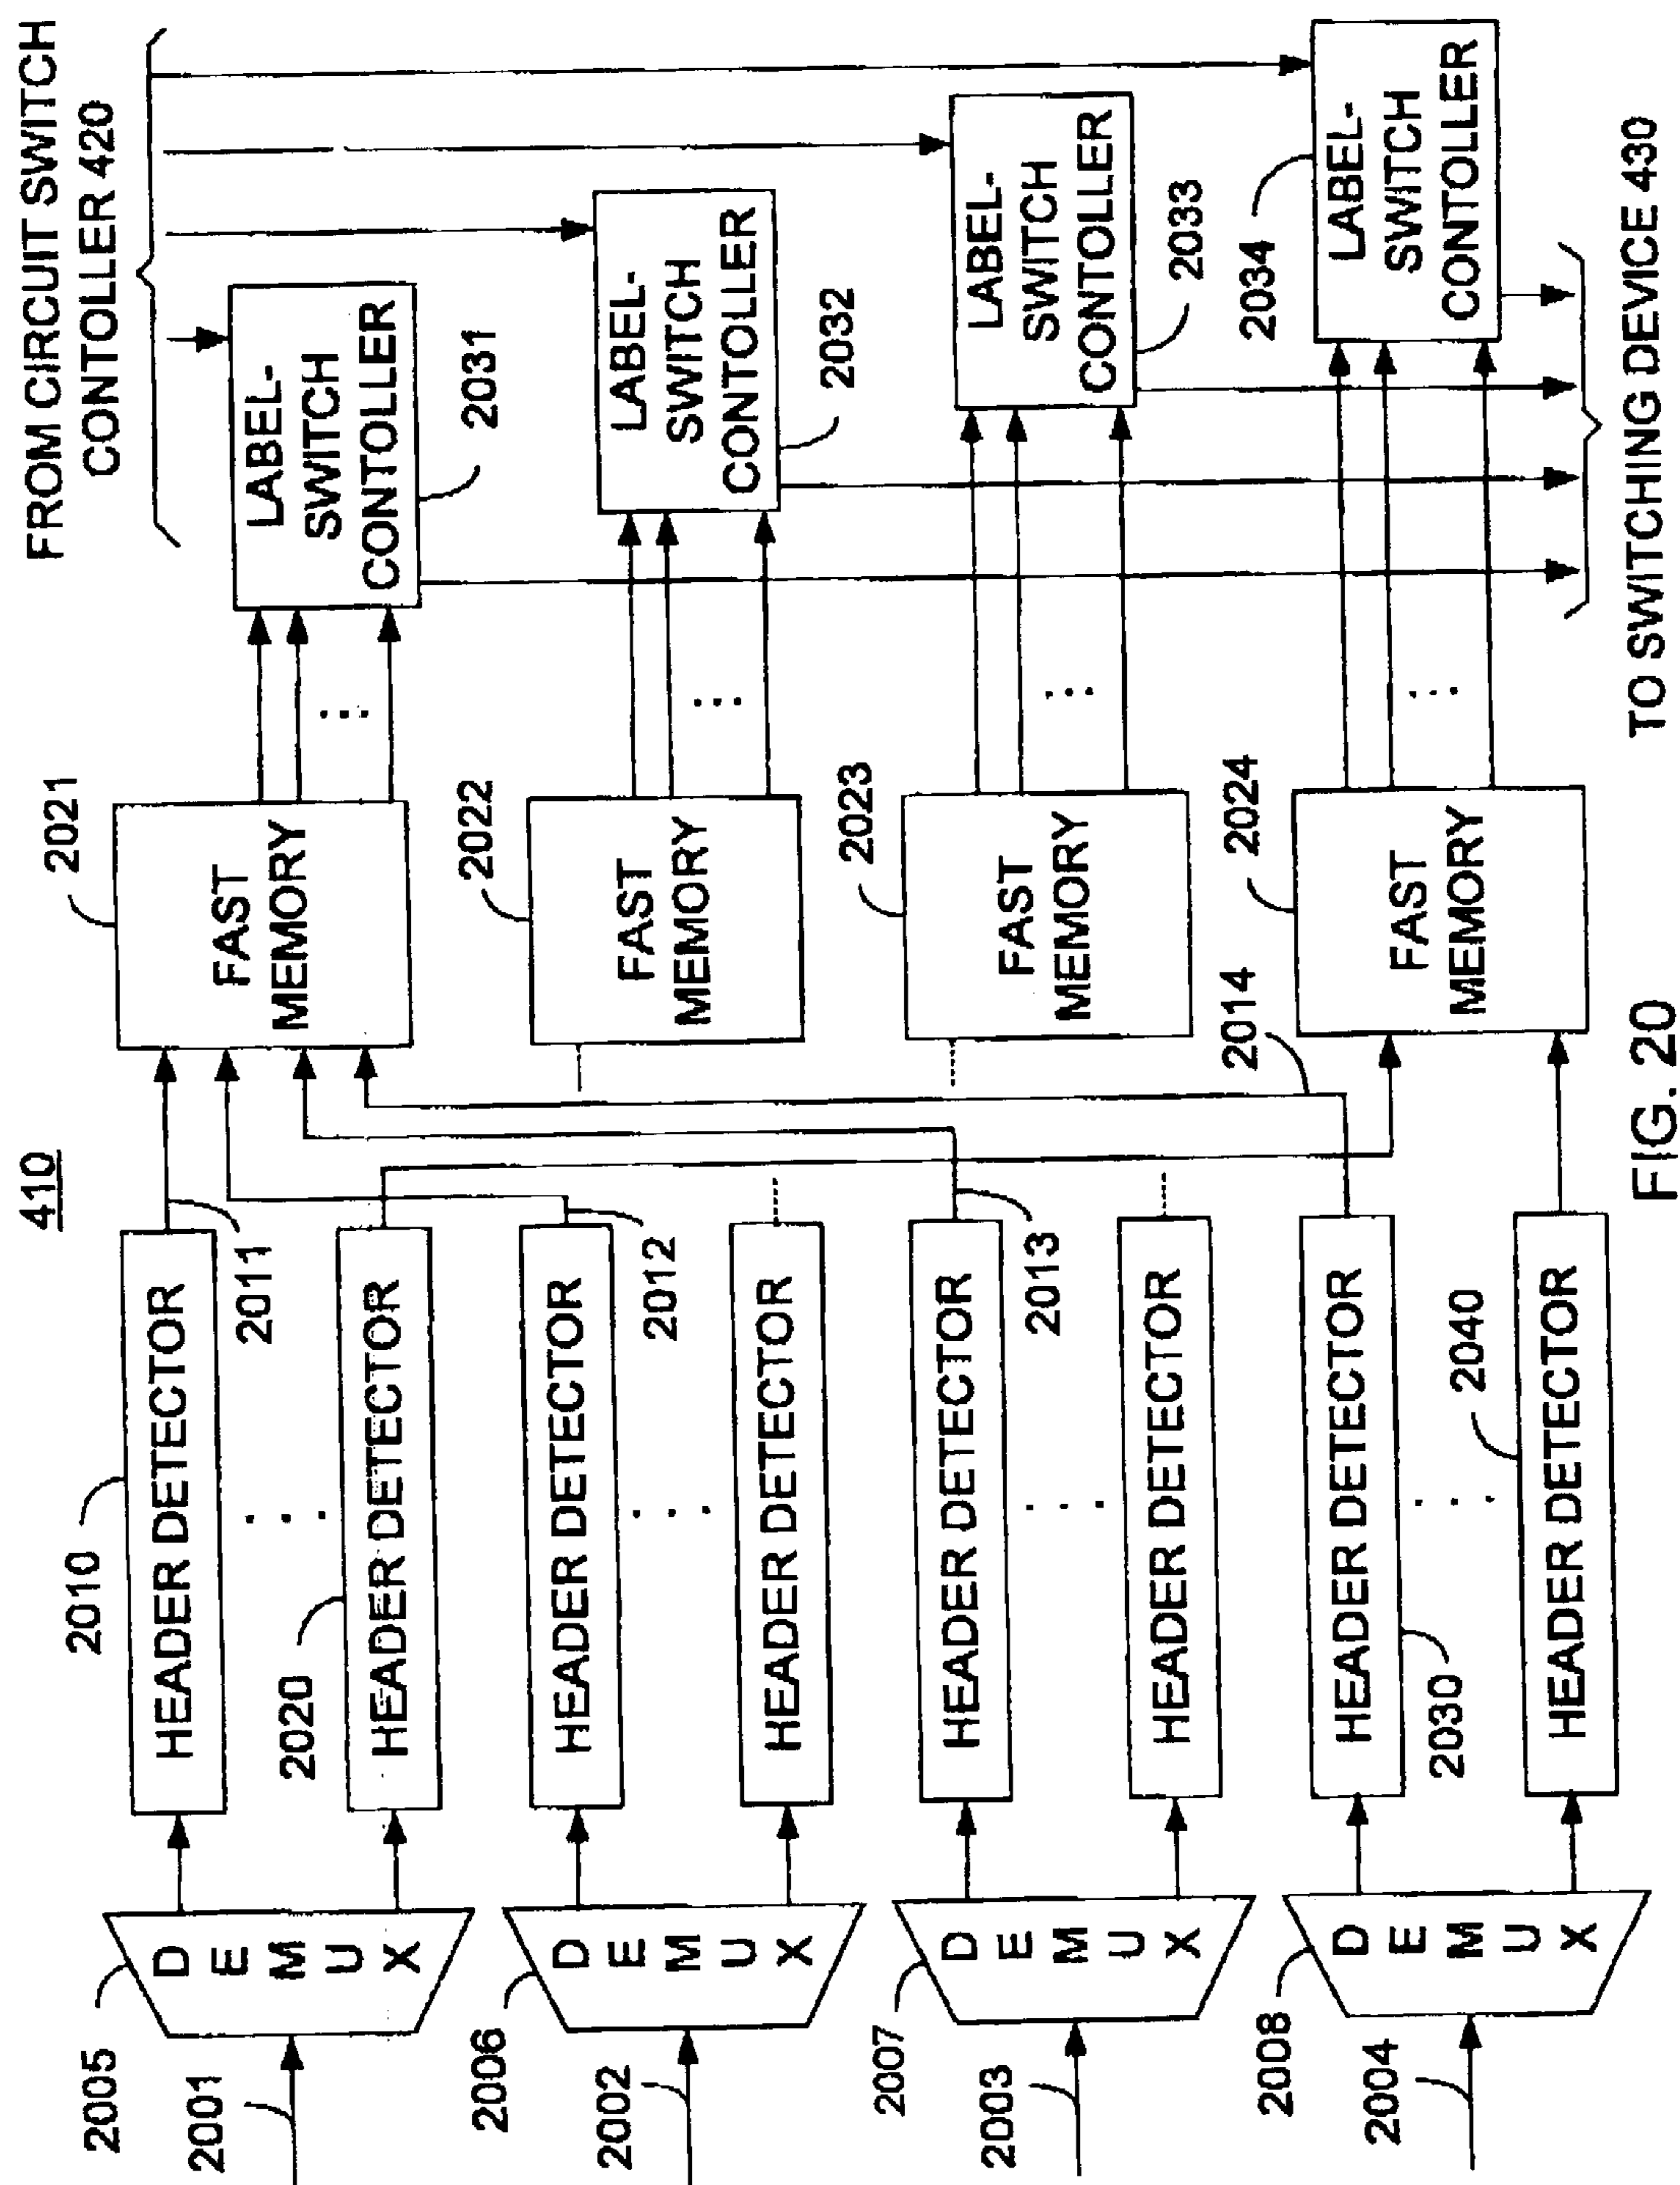 410
FROM CIRCUIT SWITCH
CONTOLLER 420
2005
2001
DEMUX
2010
HEADER DETECTOR
2011
2021
FAST
MEMORY
LABEL-
SWITCH
CONTOLLER
2031
2020
HEADER DETECTOR
2006
2002
DEMUX
HEADER DETECTOR
2012
HEADER DETECTOR
2022
FAST
MEMORY
LABEL-
SWITCH
CONTOLLER
2032
2007
2003
DEMUX
HEADER DETECTOR
2013
HEADER DETECTOR
2023
FAST
MEMORY
LABEL-
SWITCH
CONTOLLER
2033
2008
2004
DEMUX
HEADER DETECTOR
2030
2014
2040
HEADER DETECTOR
2024
FAST
MEMORY
2034
LABEL-
SWITCH
CONTOLLER
TO SWITCHING DEVICE 430
FIG. 20